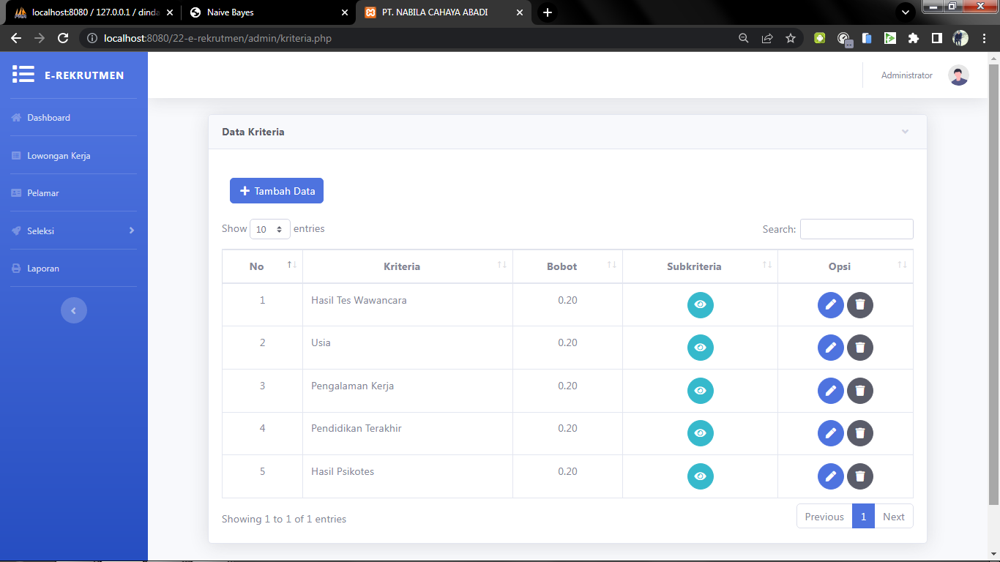 localhost:8080 / 127.0.0.1 / dinda
Naive Bayes
PT. NABILA CAHAYA ABADI
localhost:8080/22-e-rekrutmen/admin/kriteria.php
E-REKRUTMEN
Administrator
Dashboard
Lowongan Kerja
Pelamar
Seleksi
Laporan
Data Kriteria
Tambah Data
Show 10 entries
Search:
No Kriteria Bobot Subkriteria Opsi
1 Hasil Tes Wawancara 0.20
2 Usia 0.20
3 Pengalaman Kerja 0.20
4 Pendidikan Terakhir 0.20
5 Hasil Psikotes 0.20
Showing 1 to 1 of 1 entries
Previous 1 Next